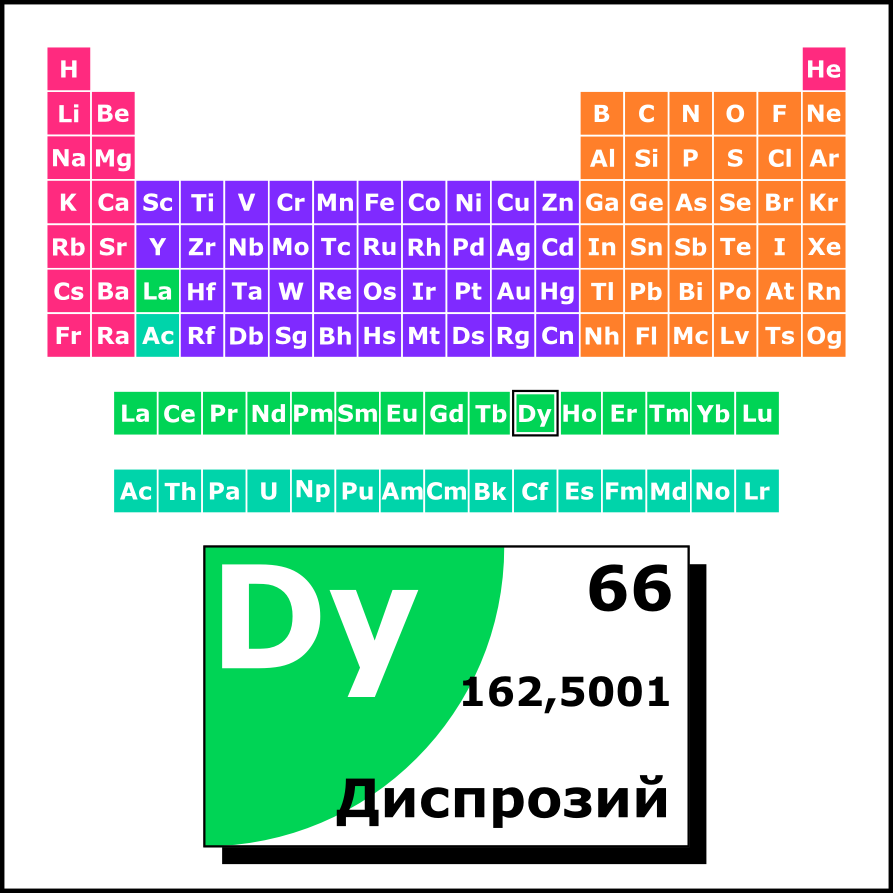 H He
Li Be B C N O F Ne
Na Mg Al Si P S Cl Ar
K Ca Sc Ti V Cr Mn Fe Co Ni Cu Zn Ga Ge As Se Br Kr
Rb Sr Y Zr Nb Mo Tc Ru Rh Pd Ag Cd In Sn Sb Te I Xe
Cs Ba La Hf Ta W Re Os Ir Pt Au Hg Tl Pb Bi Po At Rn
Fr Ra Ac Rf Db Sg Bh Hs Mt Ds Rg Cn Nh Fl Mc Lv Ts Og
La Ce Pr Nd Pm Sm Eu Gd Tb Dy Ho Er Tm Yb Lu
Ac Th Pa U Np Pu Am Cm Bk Cf Es Fm Md No Lr
Dy 66
162,5001
Диспрозий